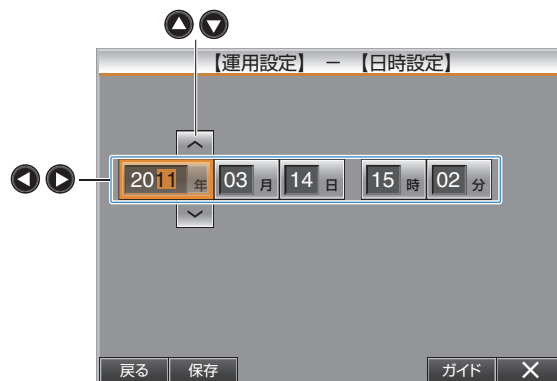 【運用設定】 － 【日時設定】
2011 年 03 月 14 日 15 時 02 分
戻る 保存 ガイド